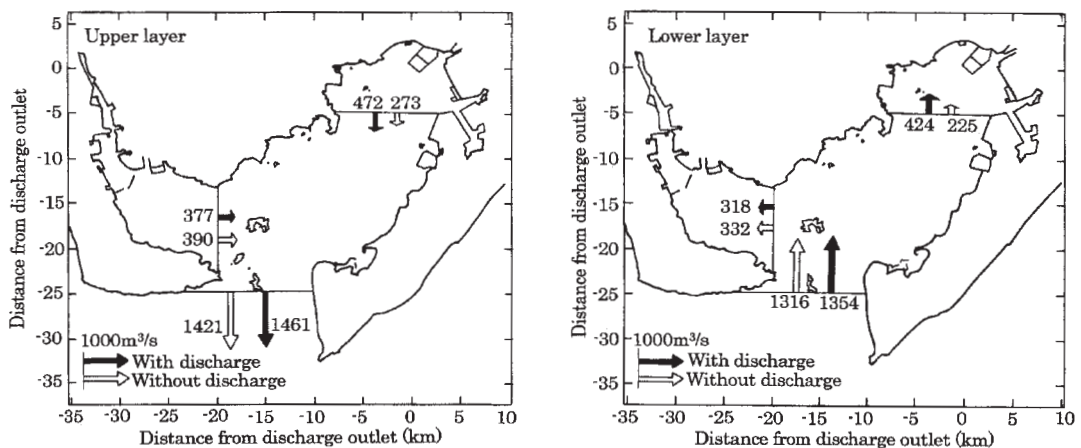 Upper layer
5
0
-5
-10
-15
-20
-25
-30
-35
Distance from discharge outlet
472 273
377
390
1421 1461
1000m³/s
With discharge
Without discharge
-35 -30 -25 -20 -15 -10 -5 0 5 10
Distance from discharge outlet (km)
Lower layer
5
0
-5
-10
-15
-20
-25
-30
-35
Distance from discharge outlet
424 225
318
332
1316 1354
1000m³/s
With discharge
Without discharge
-35 -30 -25 -20 -15 -10 -5 0 5 10
Distance from discharge outlet (km)